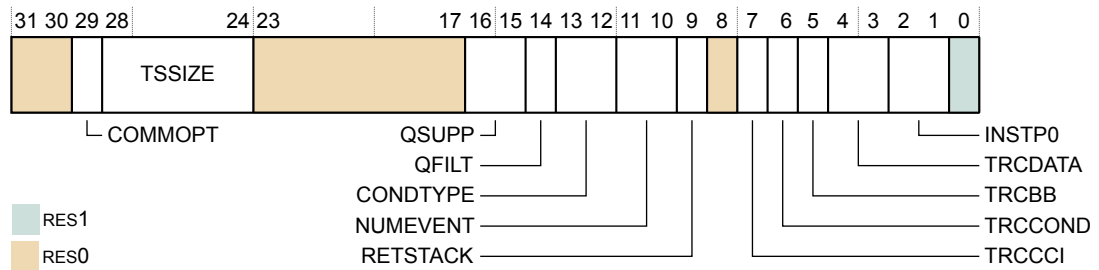 31 30 29 28 24 23 17 16 15 14 13 12 11 10 9 8 7 6 5 4 3 2 1 0
TSSIZE
COMMOPT QSUPP INSTP0
QFILT TRCDATA
CONDTYPE TRCBB
RES1 NUMEVENT TRCCOND
RES0 RETSTACK TRCCCI